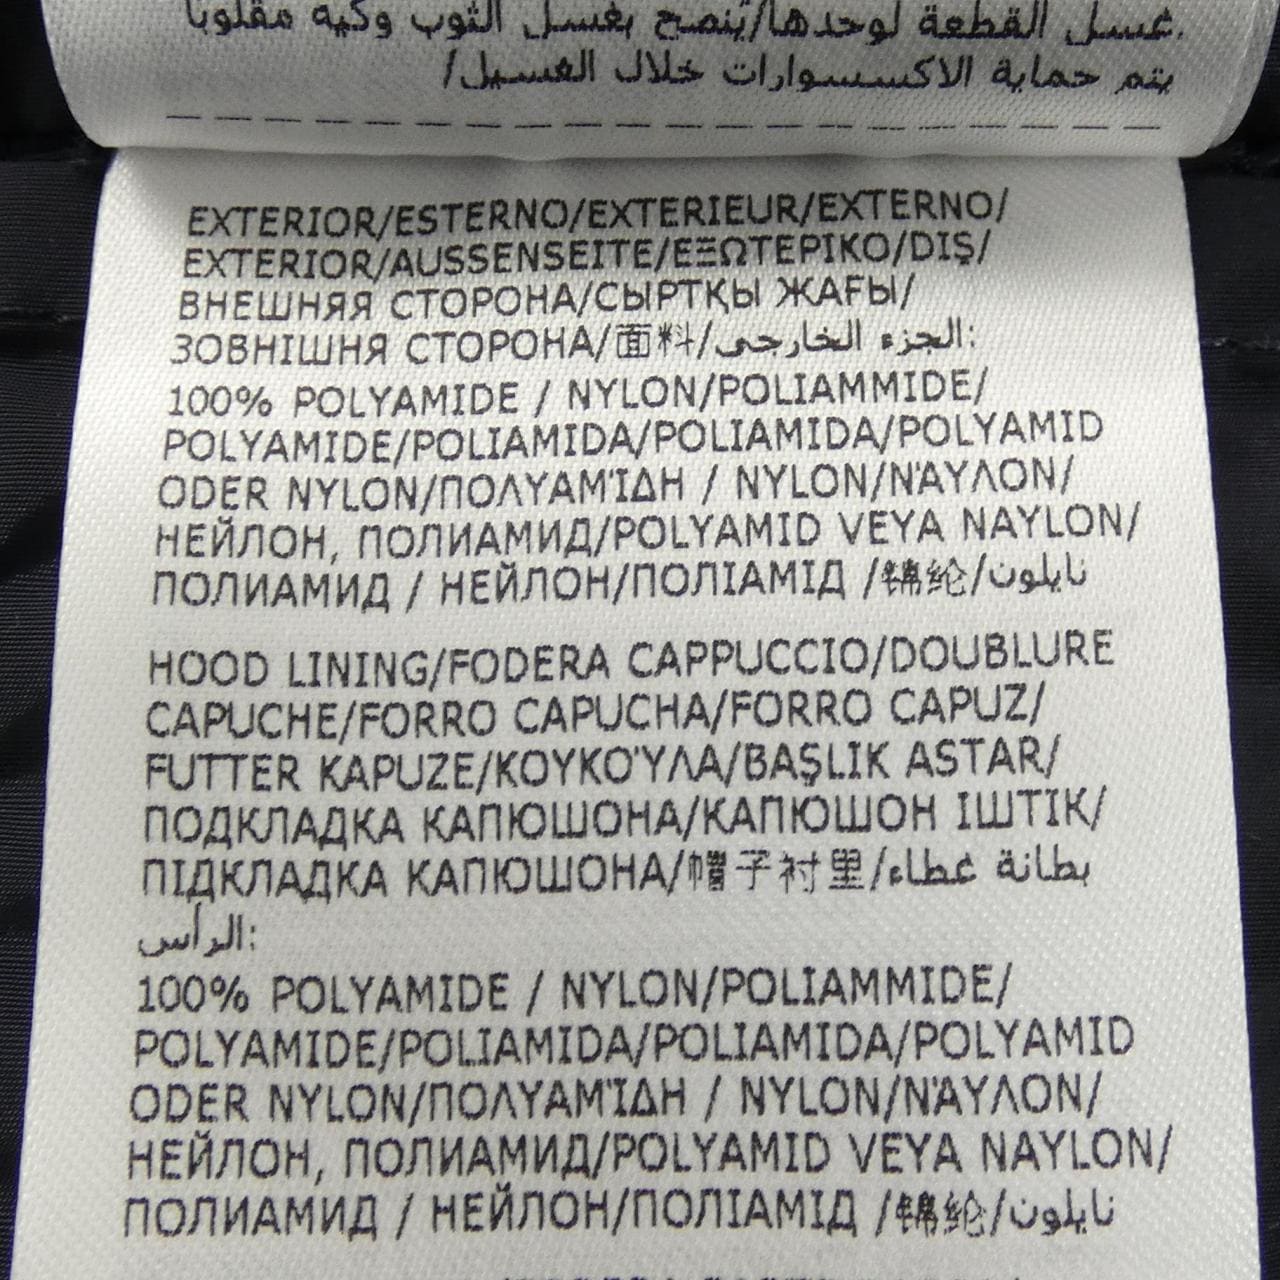 غسل القطعة لوحدها/يُنصح بغسل الثوب وكيه مقلوبا.
يتم حماية الاكسسوارات خلال الغسيل/
EXTERIOR/ESTERNO/EXTERIEUR/EXTERNO/
EXTERIOR/AUSSENSEITE/ΕΞΩΤΕΡΙΚΟ/DIŞ/
ВНЕШНЯЯ СТОРОНА/СЫРТҚЫ ЖАҒЫ/
ЗОВНІШНЯ СТОРОНА/面料/الجزء الخارجى:
100% POLYAMIDE / NYLON/POLIAMMIDE/
POLYAMIDE/POLIAMIDA/POLIAMIDA/POLYAMID
ODER NYLON/ΠΟΛΥΑΜΊΔΗ / NYLON/ΝΆΥΛΟΝ/
НЕЙЛОН, ПОЛИАМИД/POLYAMID VEYA NAYLON/
ПОЛИАМИД / НЕЙЛОН/ПОЛІАМІД /锦纶/نايلون
HOOD LINING/FODERA CAPPUCCIO/DOUBLURE
CAPUCHE/FORRO CAPUCHA/FORRO CAPUZ/
FUTTER KAPUZE/ΚΟΥΚΟΎΛΑ/BAŞLIK ASTAR/
ПОДКЛАДКА КАПЮШОНА/КАПЮШОН ІШТІК/
ПІДКЛАДКА КАПЮШОНА/帽子衬里/بطانة غطاء
الرأس:
100% POLYAMIDE / NYLON/POLIAMMIDE/
POLYAMIDE/POLIAMIDA/POLIAMIDA/POLYAMID
ODER NYLON/ΠΟΛΥΑΜΊΔΗ / NYLON/ΝΆΥΛΟΝ/
НЕЙЛОН, ПОЛИАМИД/POLYAMID VEYA NAYLON/
ПОЛИАМИД / НЕЙЛОН/ПОЛІАМІД /锦纶/نايلون